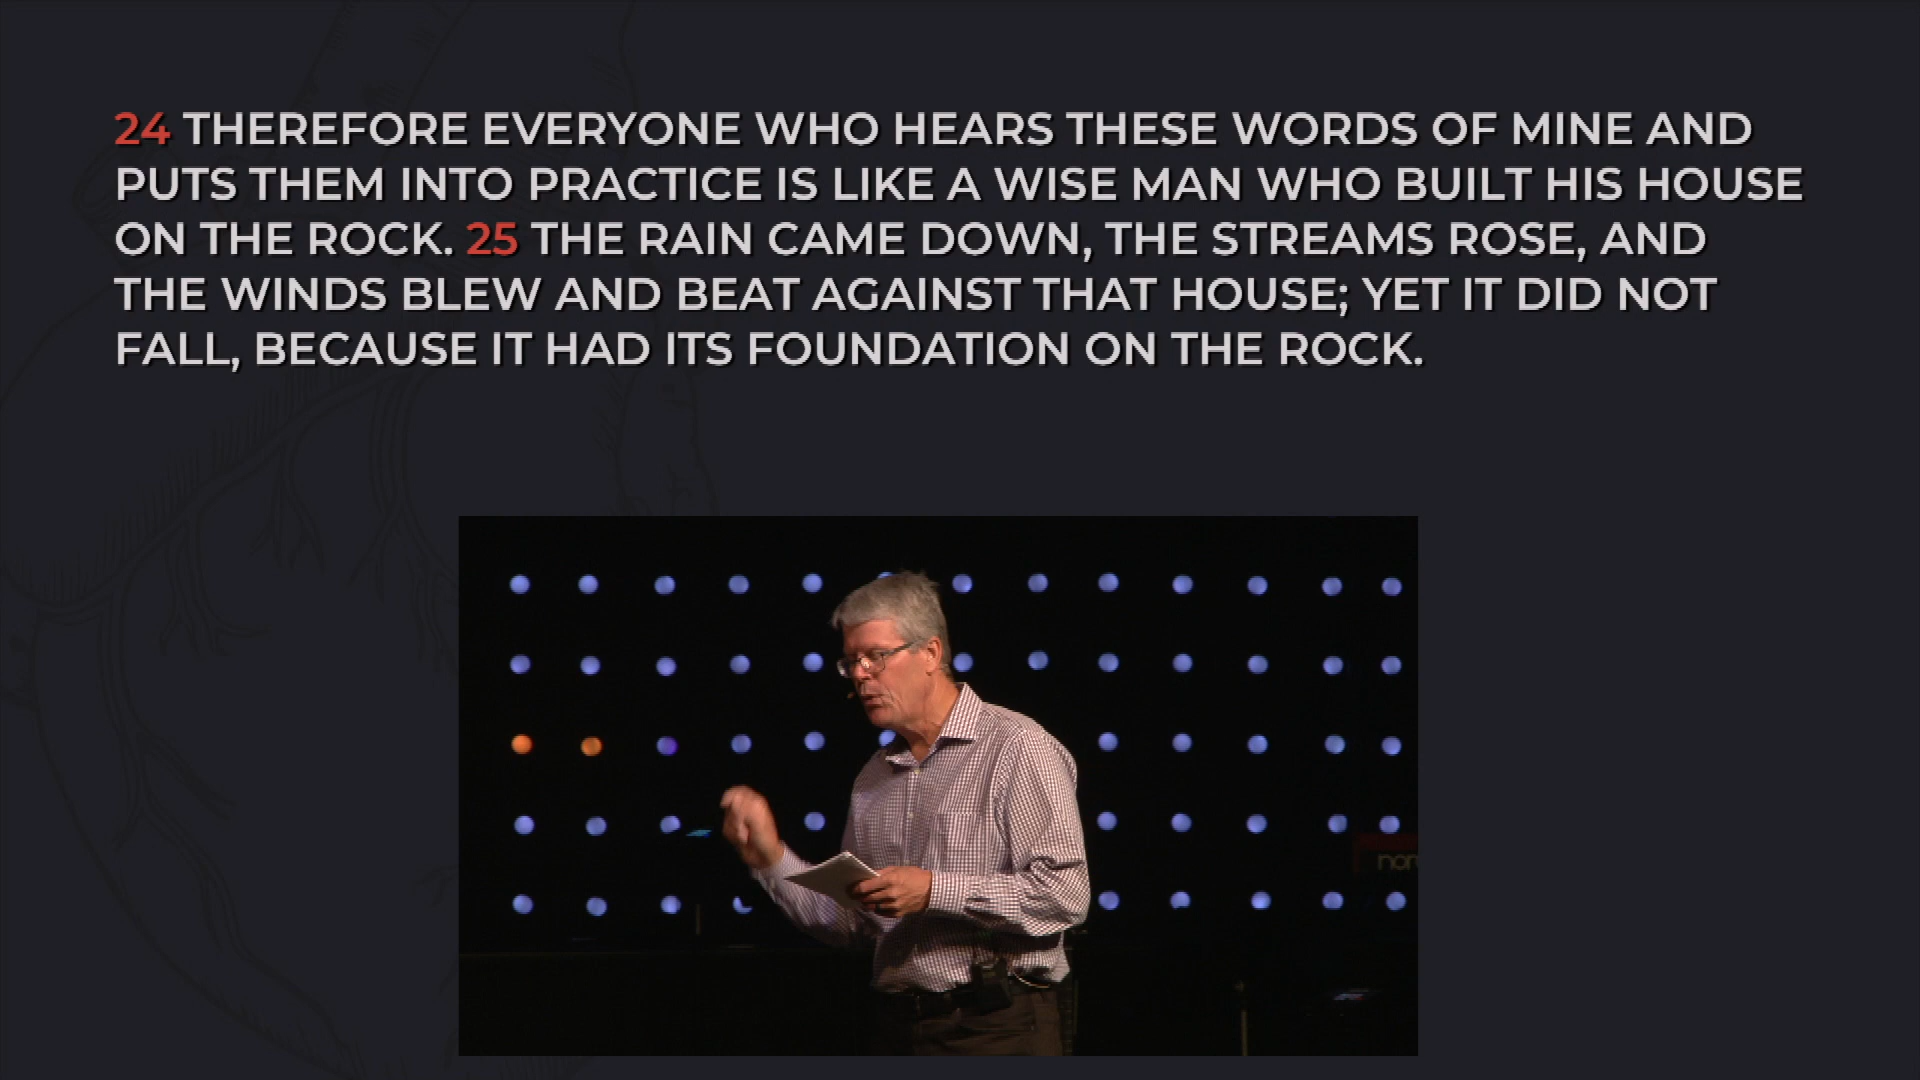 24 THEREFORE EVERYONE WHO HEARS THESE WORDS OF MINE AND
PUTS THEM INTO PRACTICE IS LIKE A WISE MAN WHO BUILT HIS HOUSE
ON THE ROCK. 25 THE RAIN CAME DOWN, THE STREAMS ROSE, AND
THE WINDS BLEW AND BEAT AGAINST THAT HOUSE; YET IT DID NOT
FALL, BECAUSE IT HAD ITS FOUNDATION ON THE ROCK.